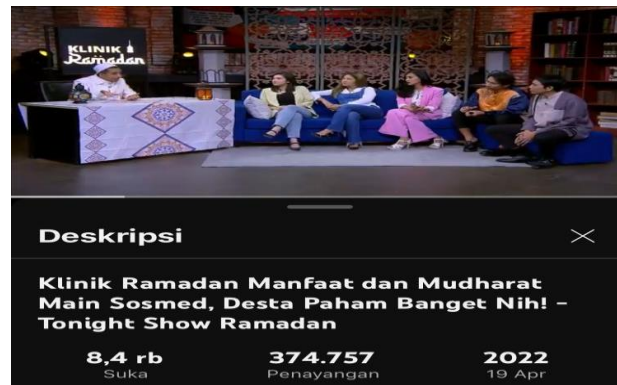 KLINIK
Ramadan
Deskripsi
Klinik Ramadan Manfaat dan Mudharat
Main Sosmed, Desta Paham Banget Nih! –
Tonight Show Ramadan
8,4 rb 374.757 2022
Suka Penayangan 19 Apr